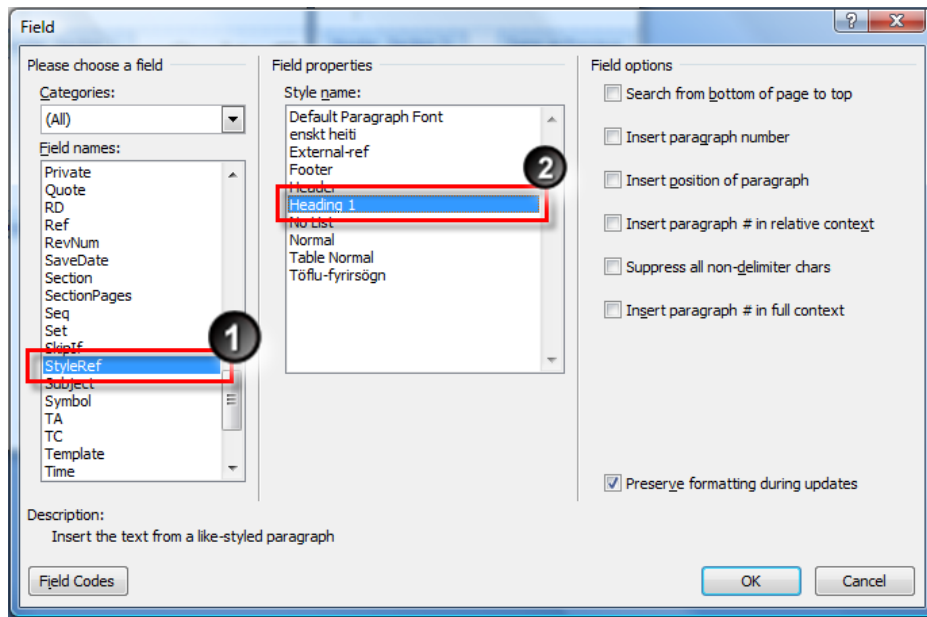 Field
Please choose a field
Categories:
(All)
Field names:
Private
Quote
RD
Ref
RevNum
SaveDate
Section
SectionPages
Seq
Set
SkipIf
StyleRef
Subject
Symbol
TA
TC
Template
Time
1
Field properties
Style name:
Default Paragraph Font
enskt heiti
External-ref
Footer
Header
Heading 1
No List
Normal
Table Normal
Töflu-fyrirsögn
2
Field options
Search from bottom of page to top
Insert paragraph number
Insert position of paragraph
Insert paragraph # in relative context
Suppress all non-delimiter chars
Insert paragraph # in full context
Preserve formatting during updates
Description:
Insert the text from a like-styled paragraph
Field Codes
OK
Cancel